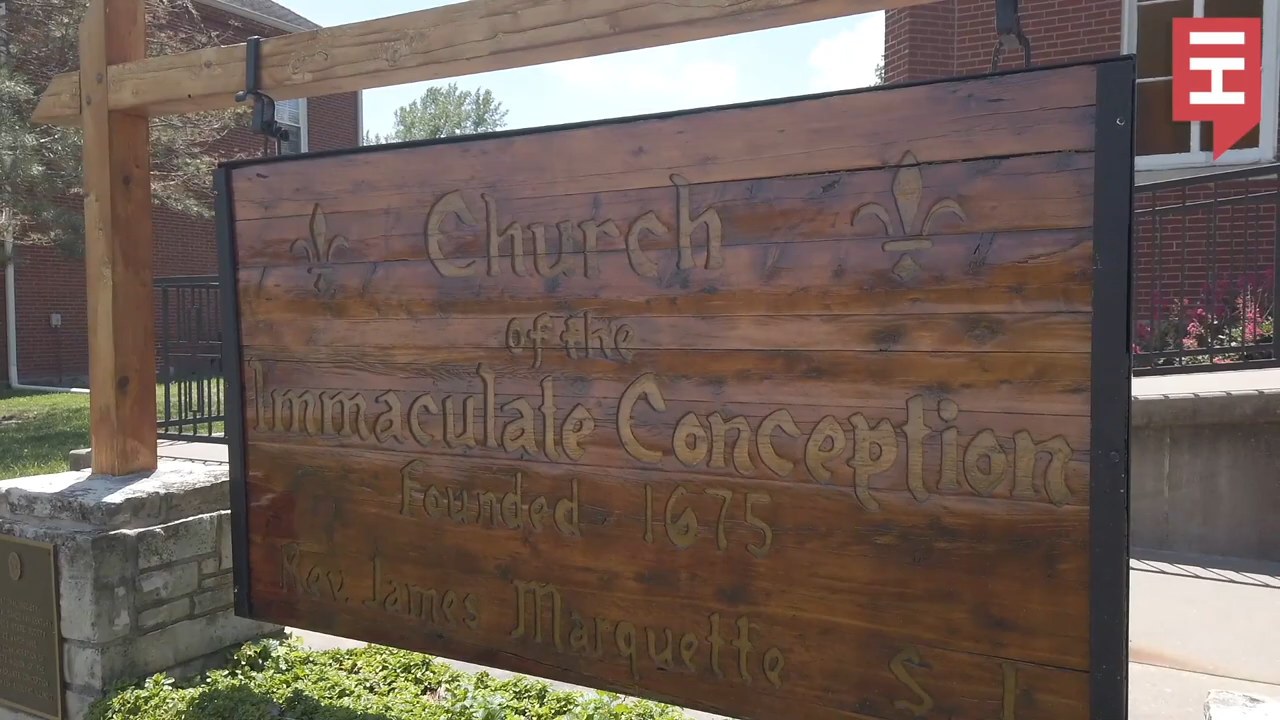 Church
of the
Immaculate Conception
founded 1675
Rev. James Marquette S J